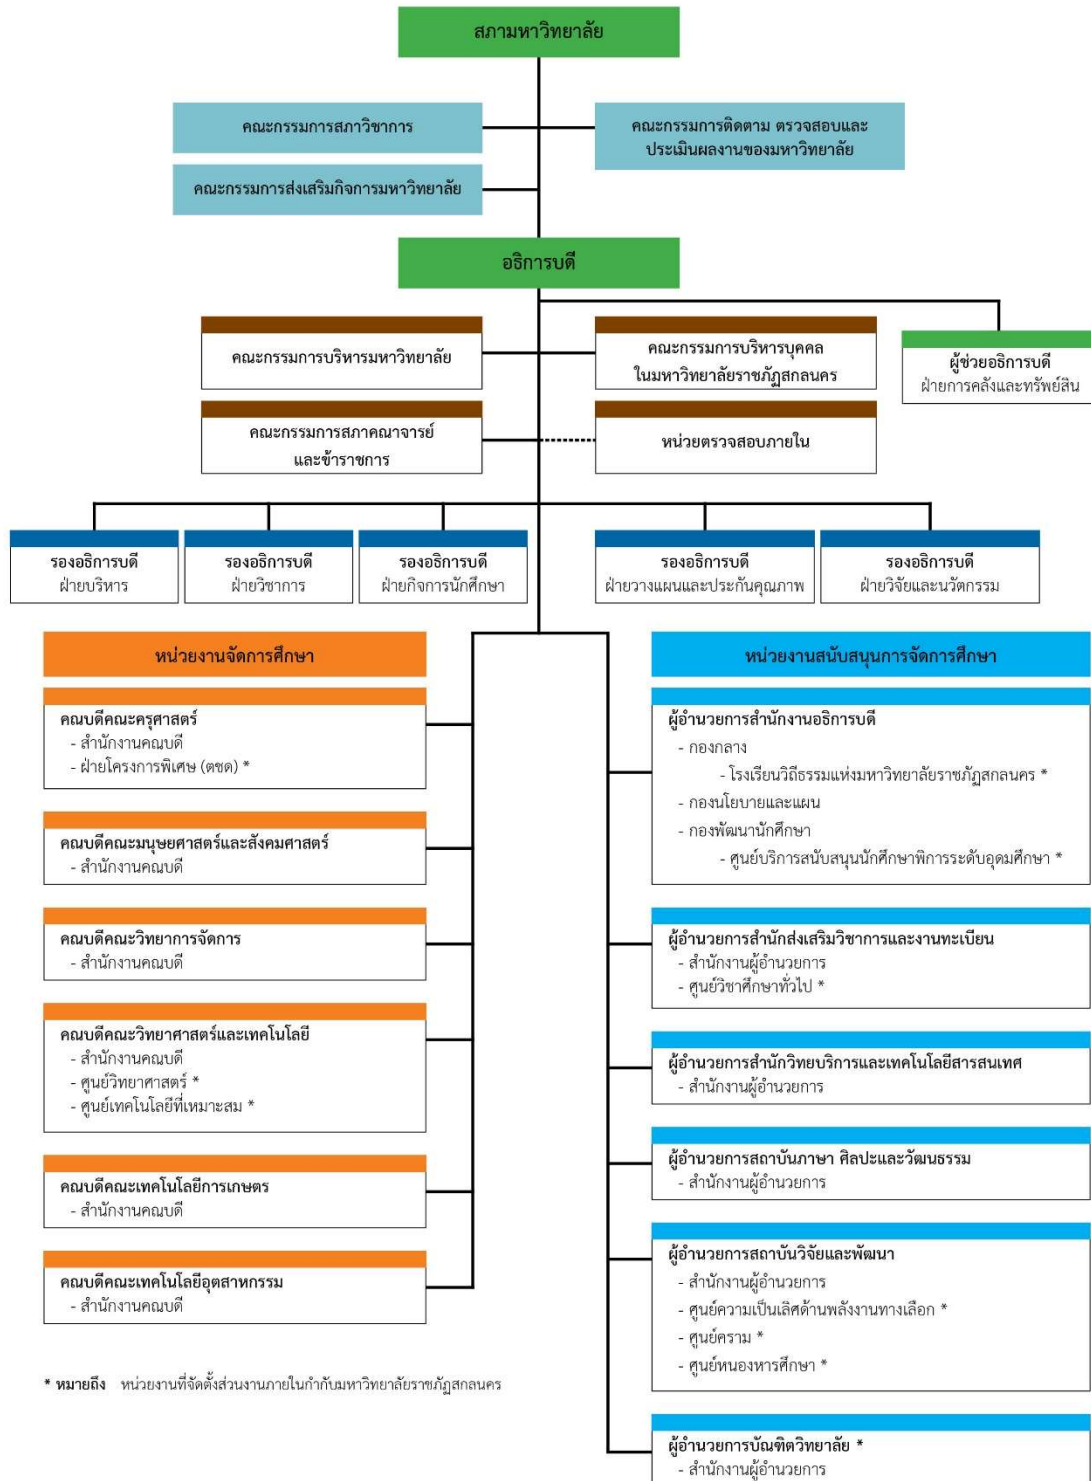 สภามหาวิทยาลัย
คณะกรรมการสภาวิชาการ
คณะกรรมการติดตาม ตรวจสอบและ
ประเมินผลงานของมหาวิทยาลัย
คณะกรรมการส่งเสริมกิจการมหาวิทยาลัย
อธิการบดี
คณะกรรมการบริหารมหาวิทยาลัย
คณะกรรมการบริหารบุคคล
ในมหาวิทยาลัยราชภัฏสกลนคร
ผู้ช่วยอธิการบดี
ฝ่ายการคลังและทรัพย์สิน
คณะกรรมการสภาคณาจารย์
และข้าราชการ
หน่วยตรวจสอบภายใน
รองอธิการบดี
ฝ่ายบริหาร
รองอธิการบดี
ฝ่ายวิชาการ
รองอธิการบดี
ฝ่ายกิจการนักศึกษา
รองอธิการบดี
ฝ่ายวางแผนและประกันคุณภาพ
รองอธิการบดี
ฝ่ายวิจัยและนวัตกรรม
หน่วยงานจัดการศึกษา
คณบดีคณะครุศาสตร์
- สำนักงานคณบดี
- ฝ่ายโครงการพิเศษ (ตชด) *
คณบดีคณะมนุษยศาสตร์และสังคมศาสตร์
- สำนักงานคณบดี
คณบดีคณะวิทยาการจัดการ
- สำนักงานคณบดี
คณบดีคณะวิทยาศาสตร์และเทคโนโลยี
- สำนักงานคณบดี
- ศูนย์วิทยาศาสตร์ *
- ศูนย์เทคโนโลยีที่เหมาะสม *
คณบดีคณะเทคโนโลยีการเกษตร
- สำนักงานคณบดี
คณบดีคณะเทคโนโลยีอุตสาหกรรม
- สำนักงานคณบดี
* หมายถึง หน่วยงานที่จัดตั้งส่วนงานภายในกำกับมหาวิทยาลัยราชภัฏสกลนคร
หน่วยงานสนับสนุนการจัดการศึกษา
ผู้อำนวยการสำนักงานอธิการบดี
- กองกลาง
- โรงเรียนวิถีธรรมแห่งมหาวิทยาลัยราชภัฏสกลนคร *
- กองนโยบายและแผน
- กองพัฒนานักศึกษา
- ศูนย์บริการสนับสนุนนักศึกษาพิการระดับอุดมศึกษา *
ผู้อำนวยการสำนักส่งเสริมวิชาการและงานทะเบียน
- สำนักงานผู้อำนวยการ
- ศูนย์วิชาศึกษาทั่วไป *
ผู้อำนวยการสำนักวิทยบริการและเทคโนโลยีสารสนเทศ
- สำนักงานผู้อำนวยการ
ผู้อำนวยการสถาบันภาษา ศิลปะและวัฒนธรรม
- สำนักงานผู้อำนวยการ
ผู้อำนวยการสถาบันวิจัยและพัฒนา
- สำนักงานผู้อำนวยการ
- ศูนย์ความเป็นเลิศด้านพลังงานทางเลือก *
- ศูนย์คราม *
- ศูนย์หนองหารศึกษา *
ผู้อำนวยการบัณฑิตวิทยาลัย *
- สำนักงานผู้อำนวยการ